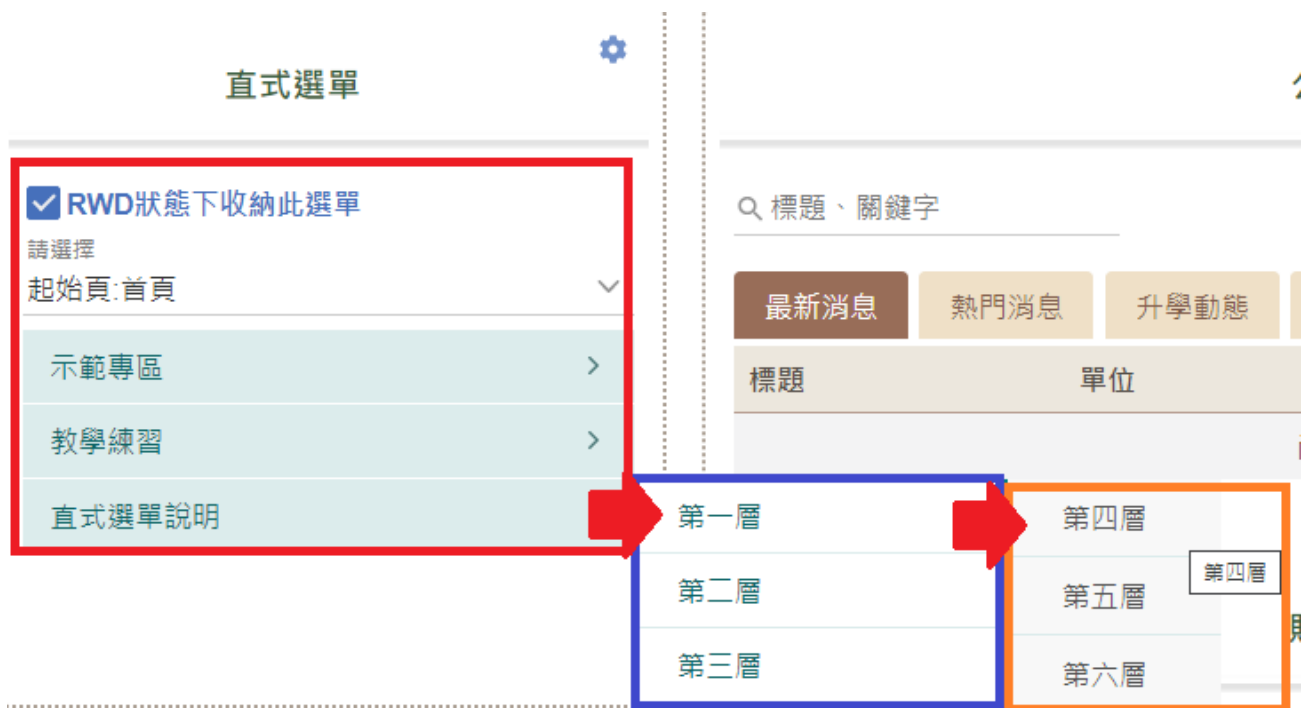 直式選單
RWD狀態下收納此選單
請選擇
起始頁:首頁
示範專區
教學練習
直式選單說明
標題、關鍵字
最新消息 熱門消息 升學動態
標題 單位
第一層
第二層
第三層
第四層
第五層
第六層
第四層